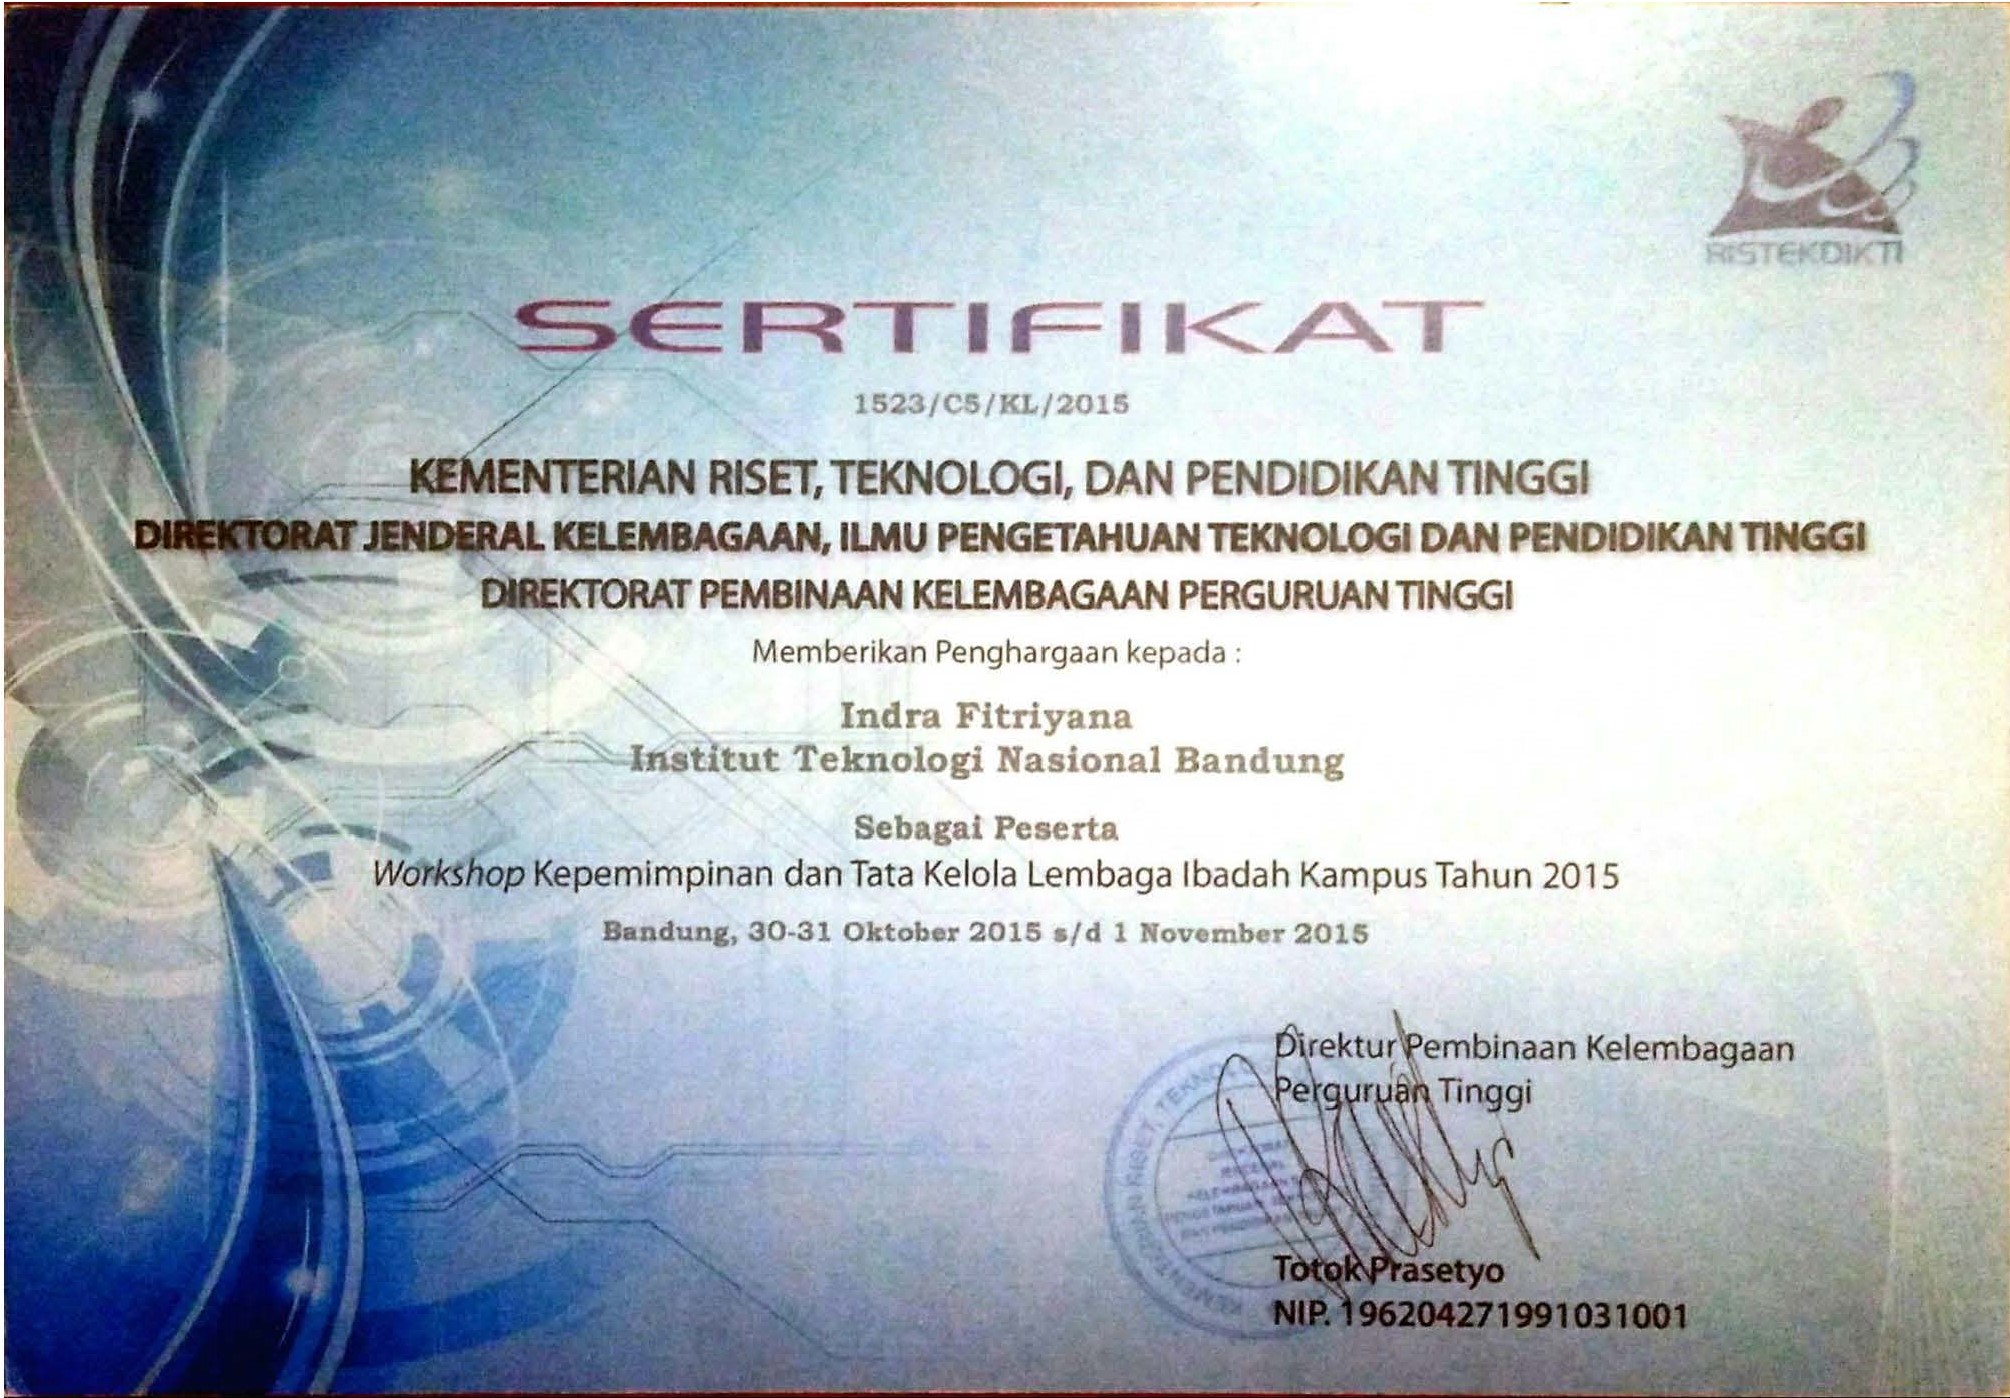 RISTEKDIKTI
SERTIFIKAT
1523/C5/KL/2015
KEMENTERIAN RISET, TEKNOLOGI, DAN PENDIDIKAN TINGGI
DIREKTORAT JENDERAL KELEMBAGAAN, ILMU PENGETAHUAN TEKNOLOGI DAN PENDIDIKAN TINGGI
DIREKTORAT PEMBINAAN KELEMBAGAAN PERGURUAN TINGGI
Memberikan Penghargaan kepada :
Indra Fitriyana
Institut Teknologi Nasional Bandung
Sebagai Peserta
Workshop Kepemimpinan dan Tata Kelola Lembaga Ibadah Kampus Tahun 2015
Bandung, 30-31 Oktober 2015 s/d 1 November 2015
Direktur Pembinaan Kelembagaan
Perguruan Tinggi
KEMENTERIAN RISET, TEKNO
Totok Prasetyo
NIP. 196204271991031001